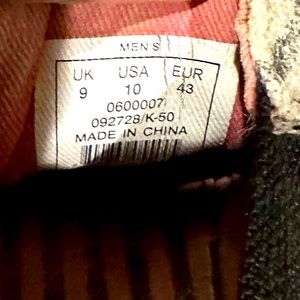 MEN'S
UK USA EUR
9 10 43
0600007
092728/K-50
MADE IN CHINA